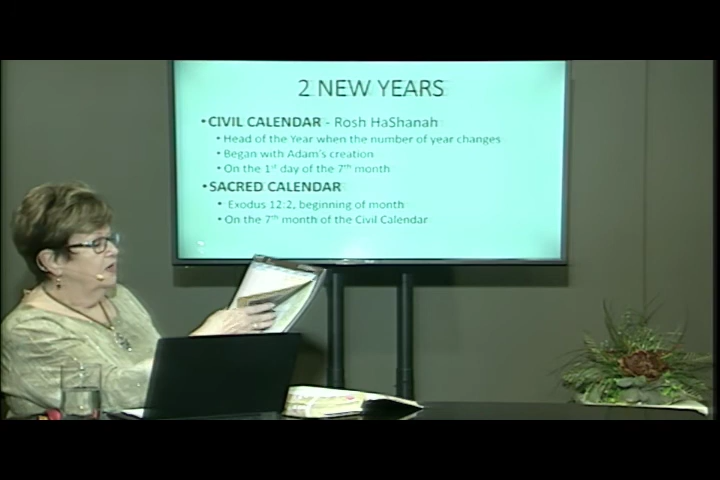 2 NEW YEARS
•CIVIL CALENDAR - Rosh HaShanah
• Head of the Year when the number of year changes
• Began with Adam's creation
• On the 1st day of the 7th month
•SACRED CALENDAR
• Exodus 12:2, beginning of month
• On the 7th month of the Civil Calendar